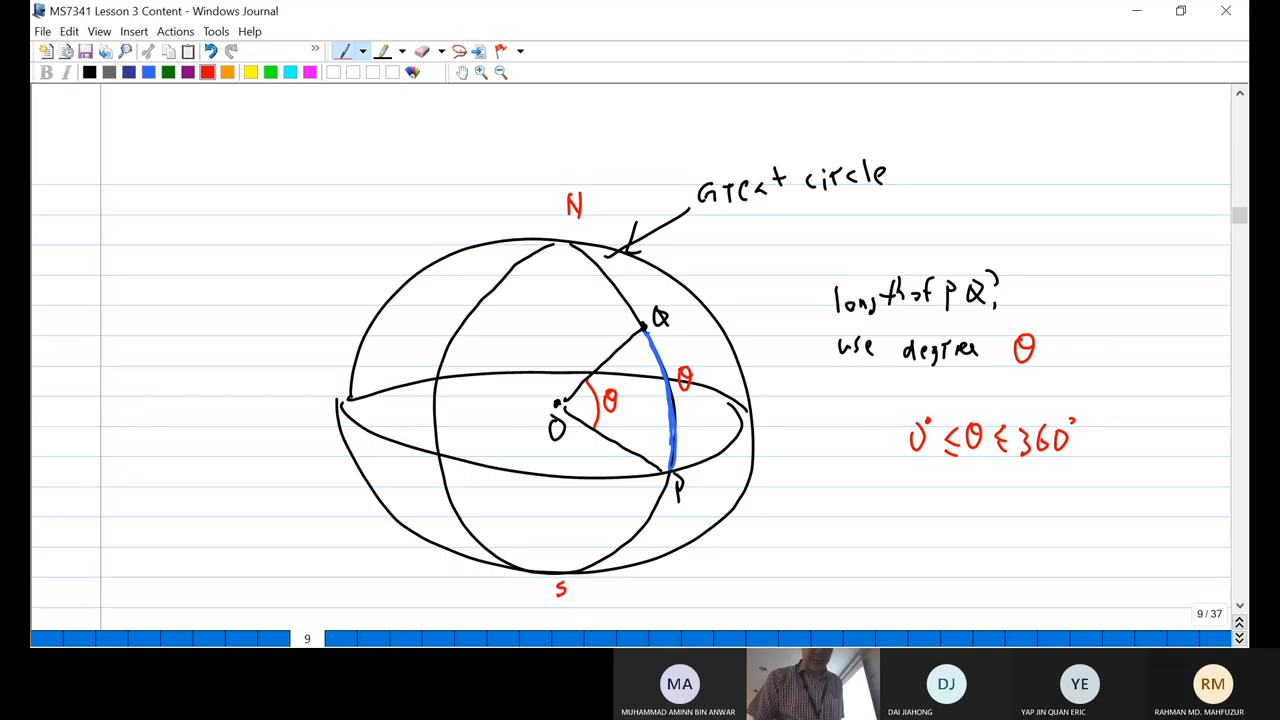 MS7341 Lesson 3 Content - Windows Journal
File Edit View Insert Actions Tools Help
B I
Great circle
N
Q
length of PQ?
use degree θ
θ
θ
O
0° ≤ θ ≤ 360°
P
S
9 / 37
9
MA
DJ
YE
RM
MUHAMMAD AMINN BIN ANWAR
DAI JIAHONG
YAP JIN QUAN ERIC
RAHMAN MD. MAHFUZUR